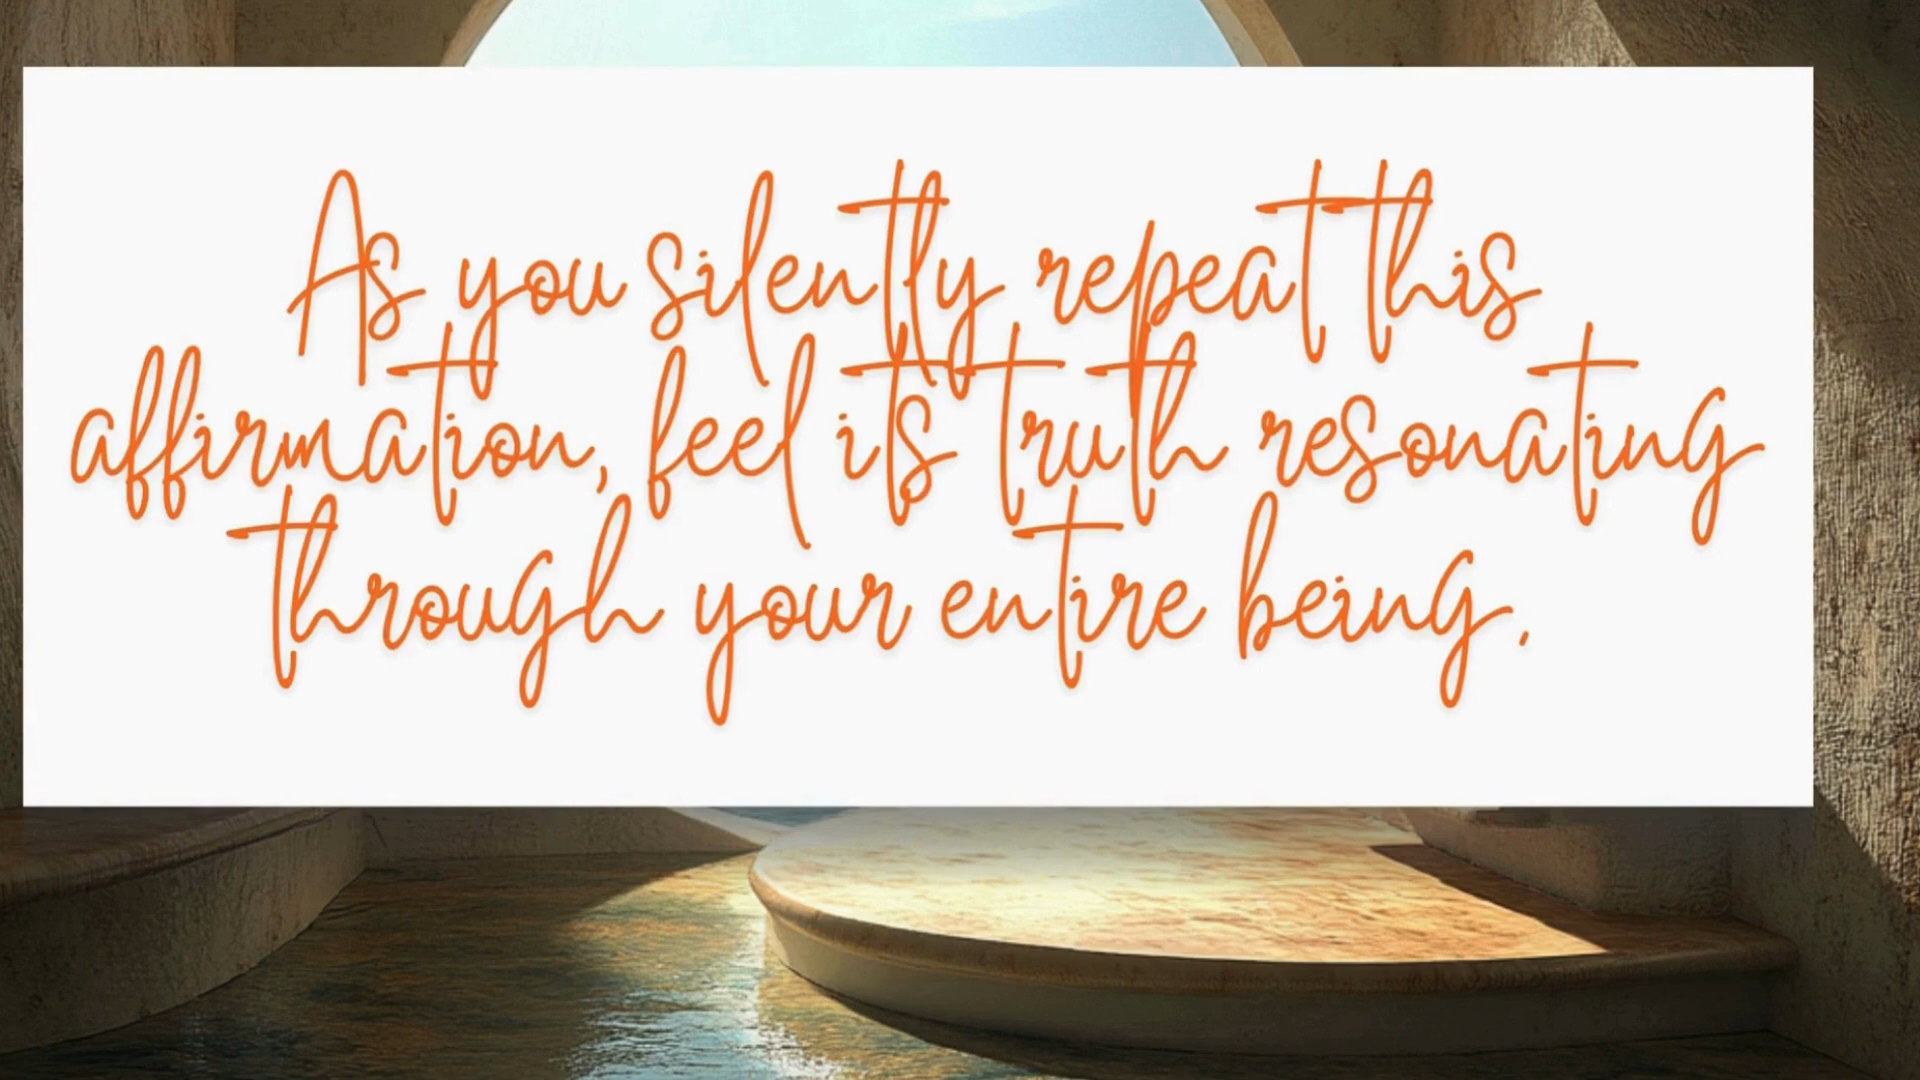 As you silently repeat this
affirmation, feel its truth resonating
through your entire being.